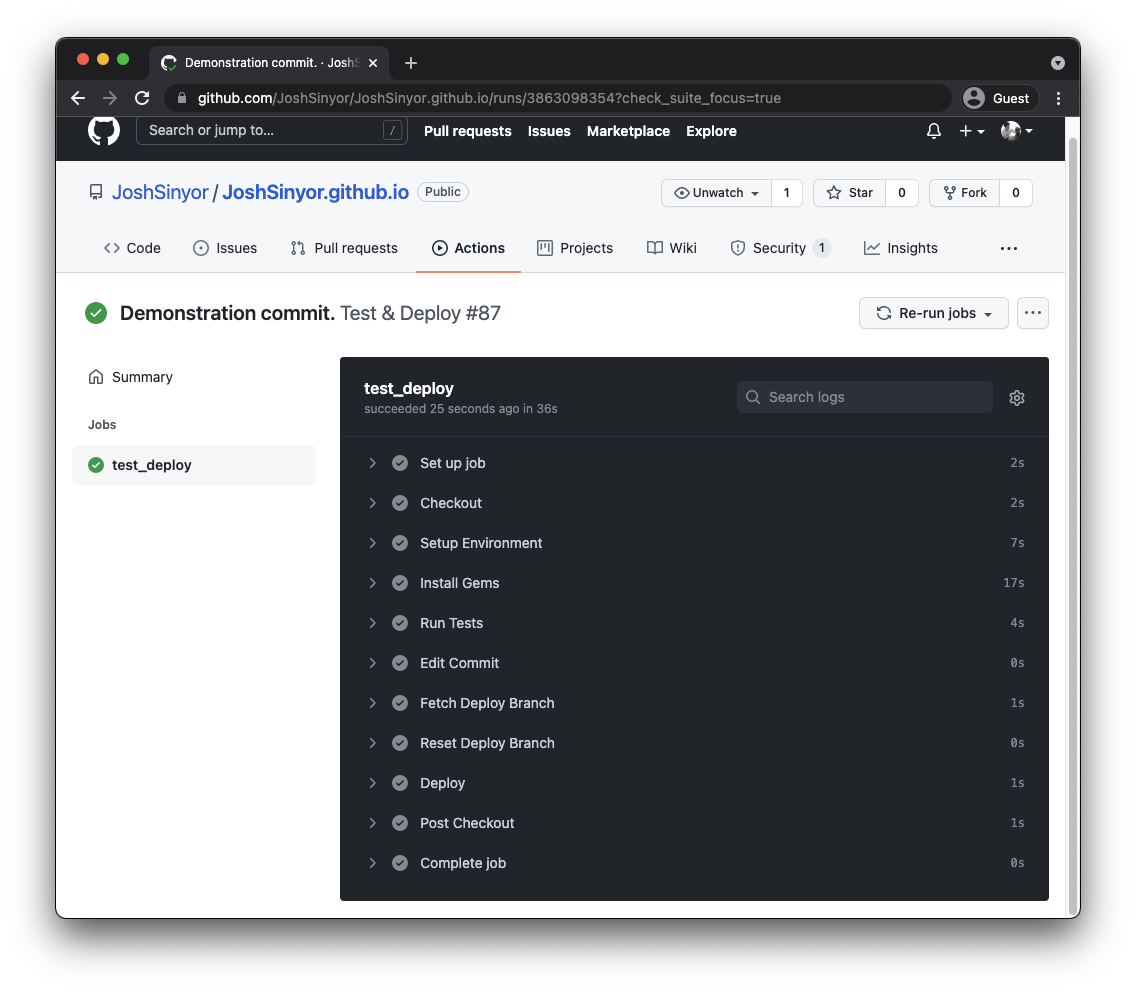 Demonstration commit. · Josh
github.com/JoshSinyor/JoshSinyor.github.io/runs/3863098354?check_suite_focus=true
Guest
Search or jump to...
/
Pull requests
Issues
Marketplace
Explore
JoshSinyor / JoshSinyor.github.io
Public
Unwatch
1
Star
0
Fork
0
Code
Issues
Pull requests
Actions
Projects
Wiki
Security
1
Insights
Demonstration commit. Test & Deploy #87
Re-run jobs
Summary
Jobs
test_deploy
test_deploy
succeeded 25 seconds ago in 36s
Search logs
Set up job 2s
Checkout 2s
Setup Environment 7s
Install Gems 17s
Run Tests 4s
Edit Commit 0s
Fetch Deploy Branch 1s
Reset Deploy Branch 0s
Deploy 1s
Post Checkout 1s
Complete job 0s